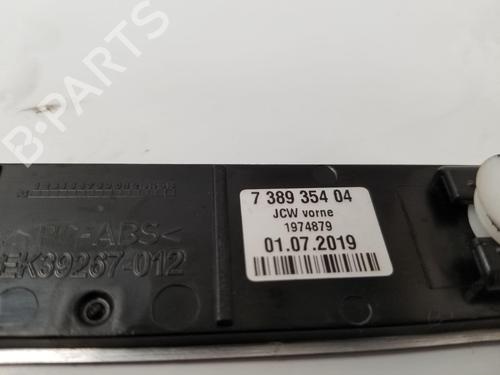 B-PARTS
7 389 354 04
JCW vorne
1974879
01.07.2019
>PC-ABS<
EK39267-012